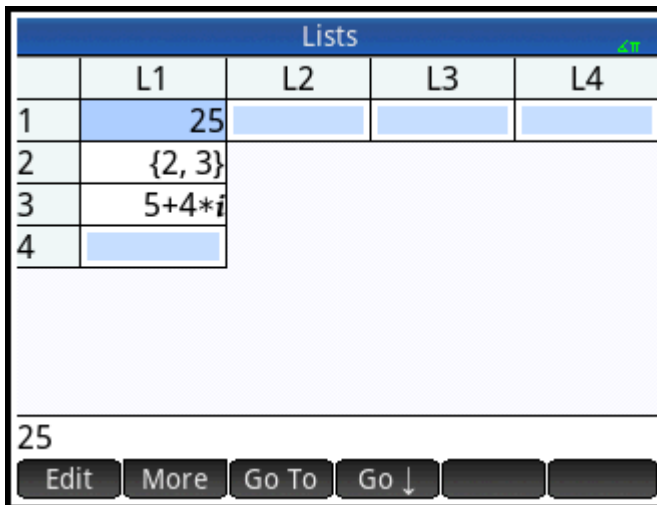 Lists
∡π
L1 L2 L3 L4
1 25
2 {2, 3}
3 5+4*i
4
25
Edit More Go To Go ↓